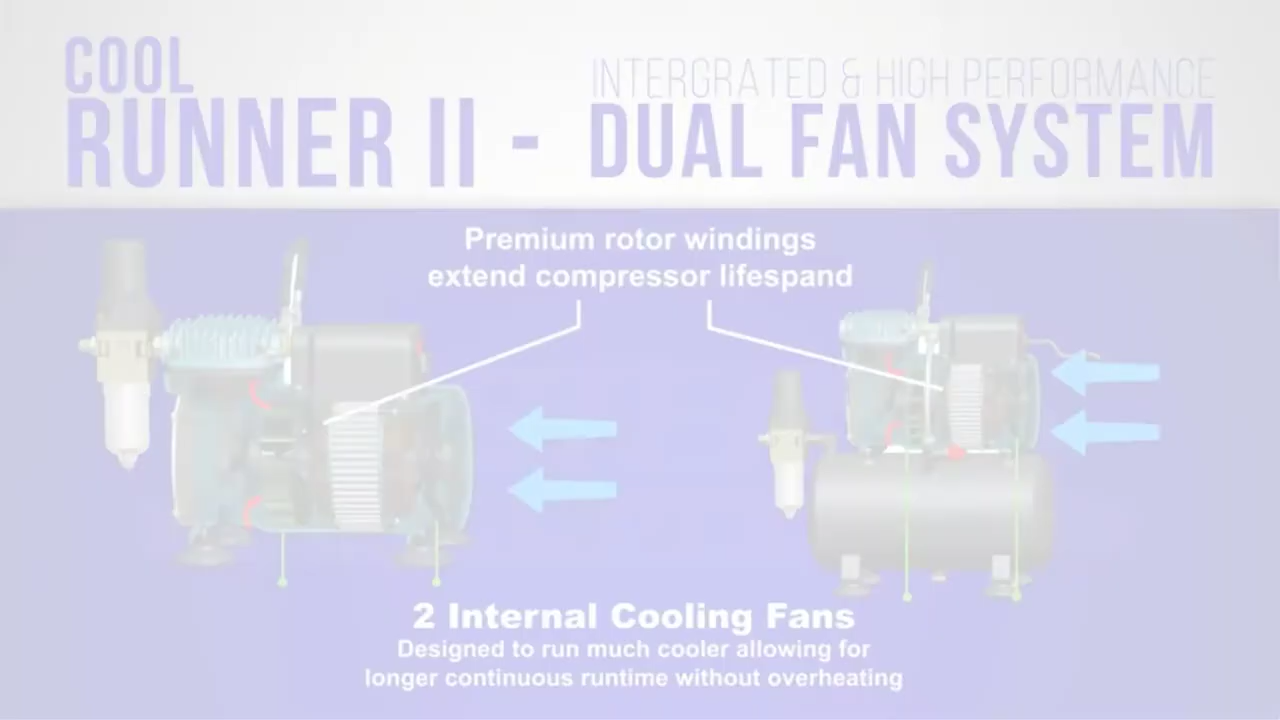 COOL
RUNNER II -
INTERGRATED & HIGH PERFORMANCE
DUAL FAN SYSTEM
Premium rotor windings
extend compressor lifespand
2 Internal Cooling Fans
Designed to run much cooler allowing for
longer continuous runtime without overheating